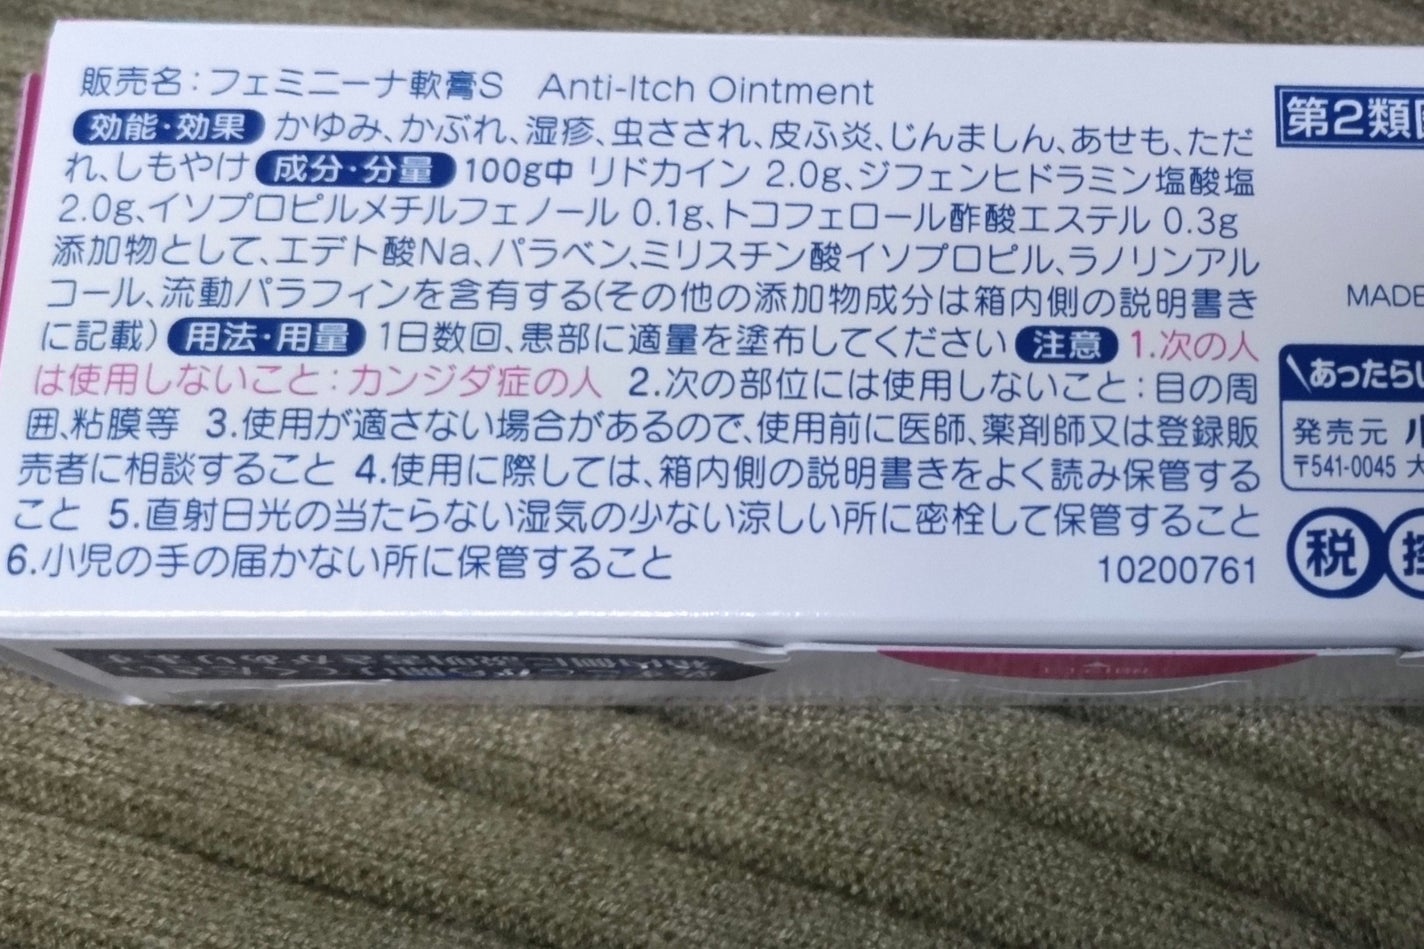 販売名:フェミニーナ軟膏S Anti-Itch Ointment
効能・効果 かゆみ、かぶれ、湿疹、虫さされ、皮ふ炎、じんましん、あせも、ただ
れ、しもやけ 成分・分量 100g中 リドカイン 2.0g、ジフェンヒドラミン塩酸塩
2.0g、イソプロピルメチルフェノール 0.1g、トコフェロール酢酸エステル 0.3g
添加物として、エデト酸Na、パラベン、ミリスチン酸イソプロピル、ラノリンアル
コール、流動パラフィンを含有する(その他の添加物成分は箱内側の説明書き
に記載) 用法・用量 1日数回、患部に適量を塗布してください 注意 1.次の人
は使用しないこと:カンジダ症の人 2.次の部位には使用しないこと:目の周
囲、粘膜等 3.使用が適さない場合があるので、使用前に医師、薬剤師又は登録販
売者に相談すること 4.使用に際しては、箱内側の説明書きをよく読み保管する
こと 5.直射日光の当たらない湿気の少ない涼しい所に密栓して保管すること
6.小児の手の届かない所に保管すること 10200761
第2類
MADE
あったらい
発売元 小
〒541-0045 大
税 控